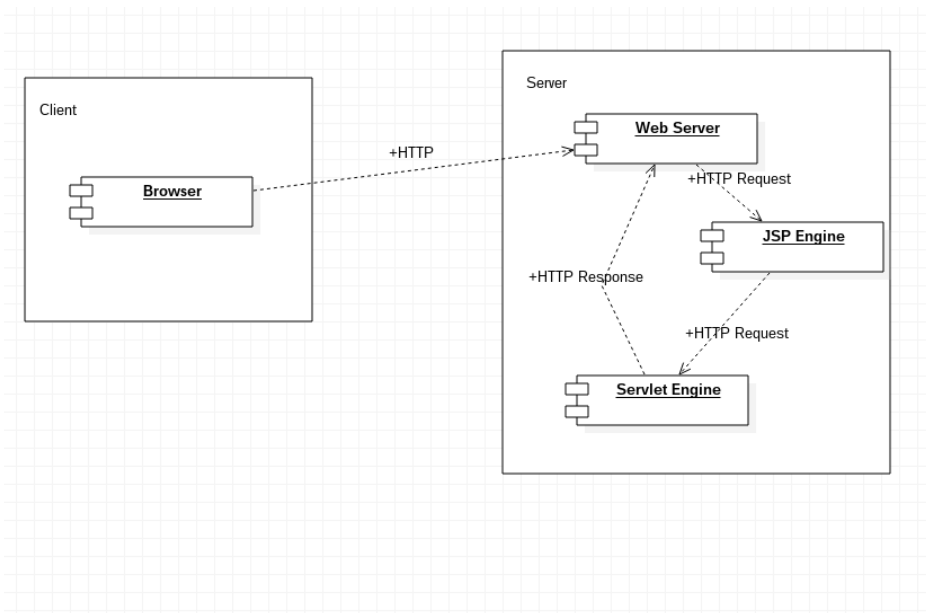 Client
Browser
+HTTP
Server
Web Server
+HTTP Request
JSP Engine
+HTTP Response
+HTTP Request
Servlet Engine